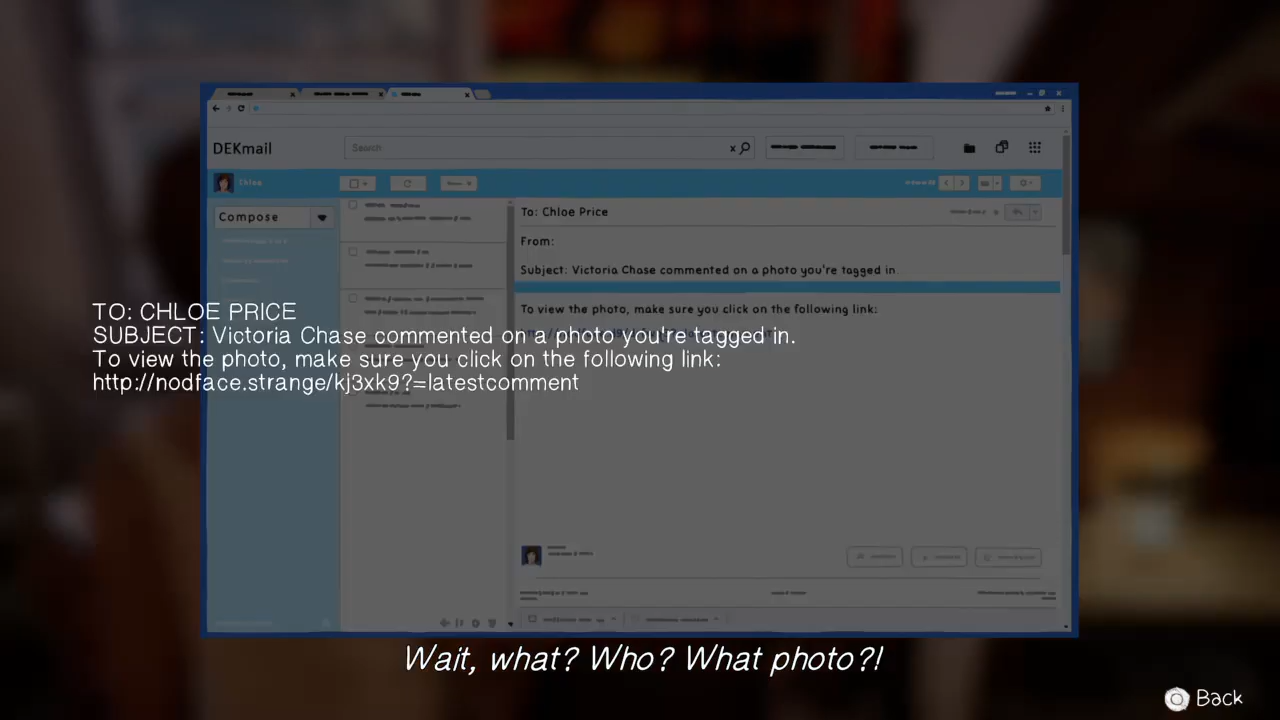 DEKmail
Search
Chloe
Compose
To: Chloe Price
From:
Subject: Victoria Chase commented on a photo you're tagged in.
To view the photo, make sure you click on the following link:
TO: CHLOE PRICE
SUBJECT: Victoria Chase commented on a photo you're tagged in.
To view the photo, make sure you click on the following link:
http://nodface.strange/kj3xk9?=latestcomment
Wait, what? Who? What photo?!
Back